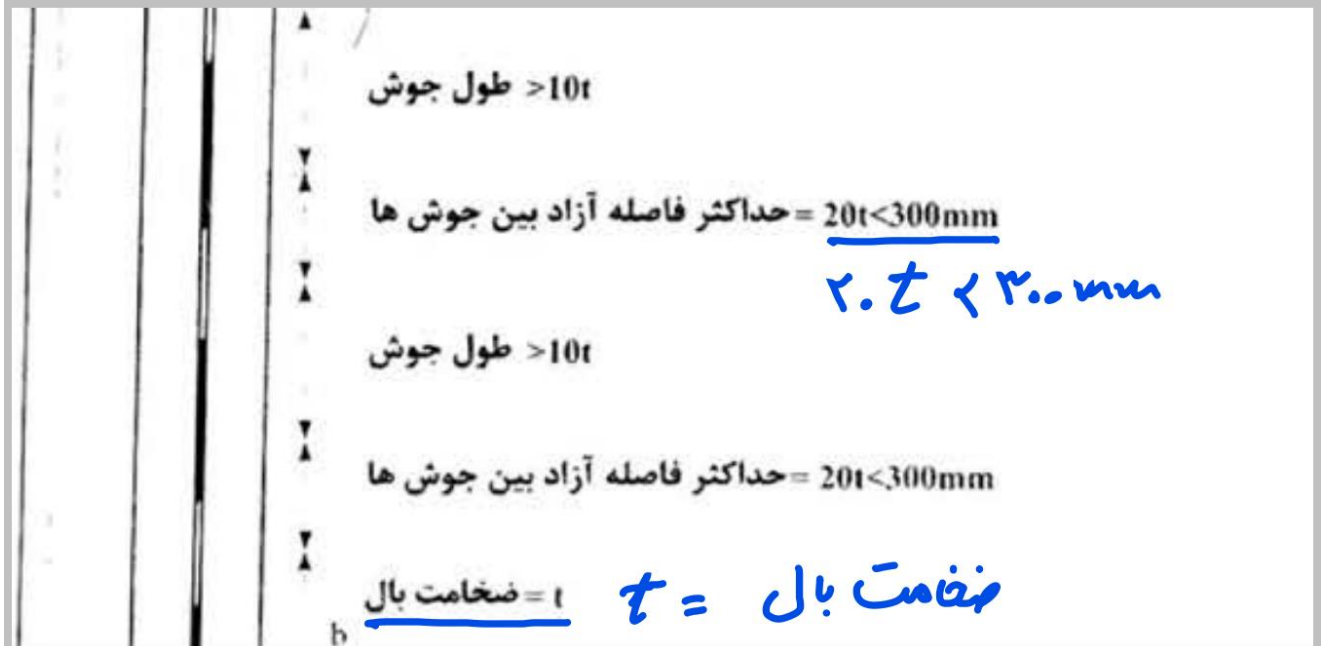 طول جوش >10t
حداکثر فاصله آزاد بین جوش ها = 20t<300mm
۲۰t < ۳۰۰mm
طول جوش >10t
حداکثر فاصله آزاد بین جوش ها = 20t<300mm
t = ضخامت بال
t = ضخامت بال
b